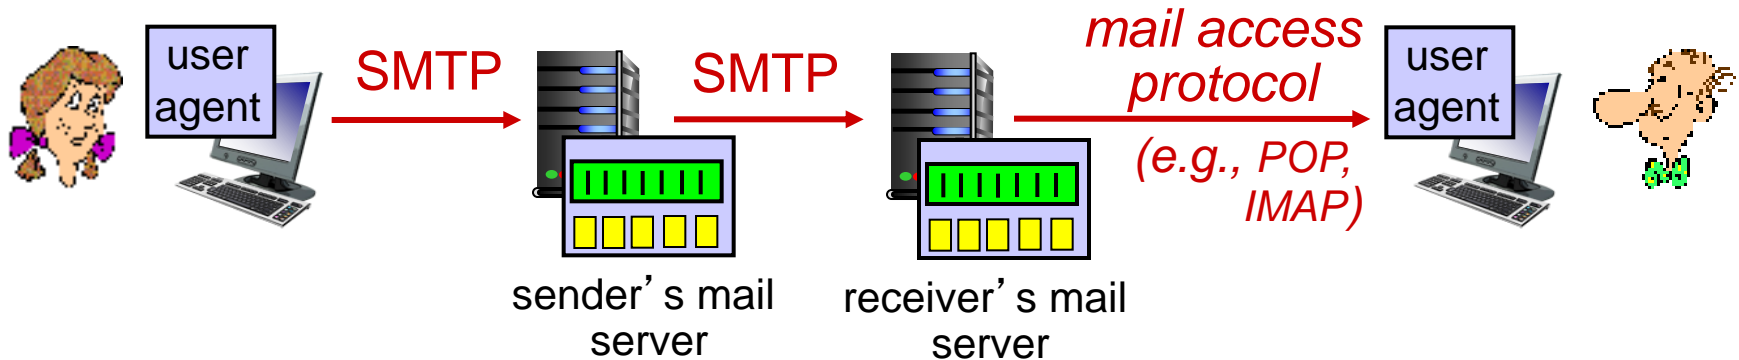 user
agent
SMTP
SMTP
mail access
protocol
(e.g., POP,
IMAP)
user
agent
sender’s mail
server
receiver’s mail
server